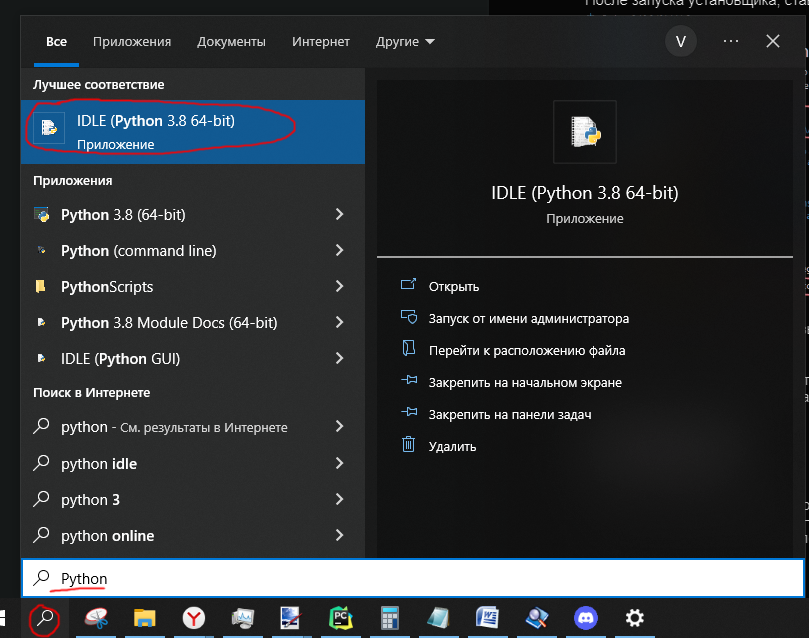 После запуска установщика, ста
Все Приложения Документы Интернет Другие V
Лучшее соответствие
IDLE (Python 3.8 64-bit)
Приложение
Приложения
Python 3.8 (64-bit)
Python (command line)
PythonScripts
Python 3.8 Module Docs (64-bit)
IDLE (Python GUI)
Поиск в Интернете
python - См. результаты в Интернете
python idle
python 3
python online
IDLE (Python 3.8 64-bit)
Приложение
Открыть
Запуск от имени администратора
Перейти к расположению файла
Закрепить на начальном экране
Закрепить на панели задач
Удалить
Python
PC